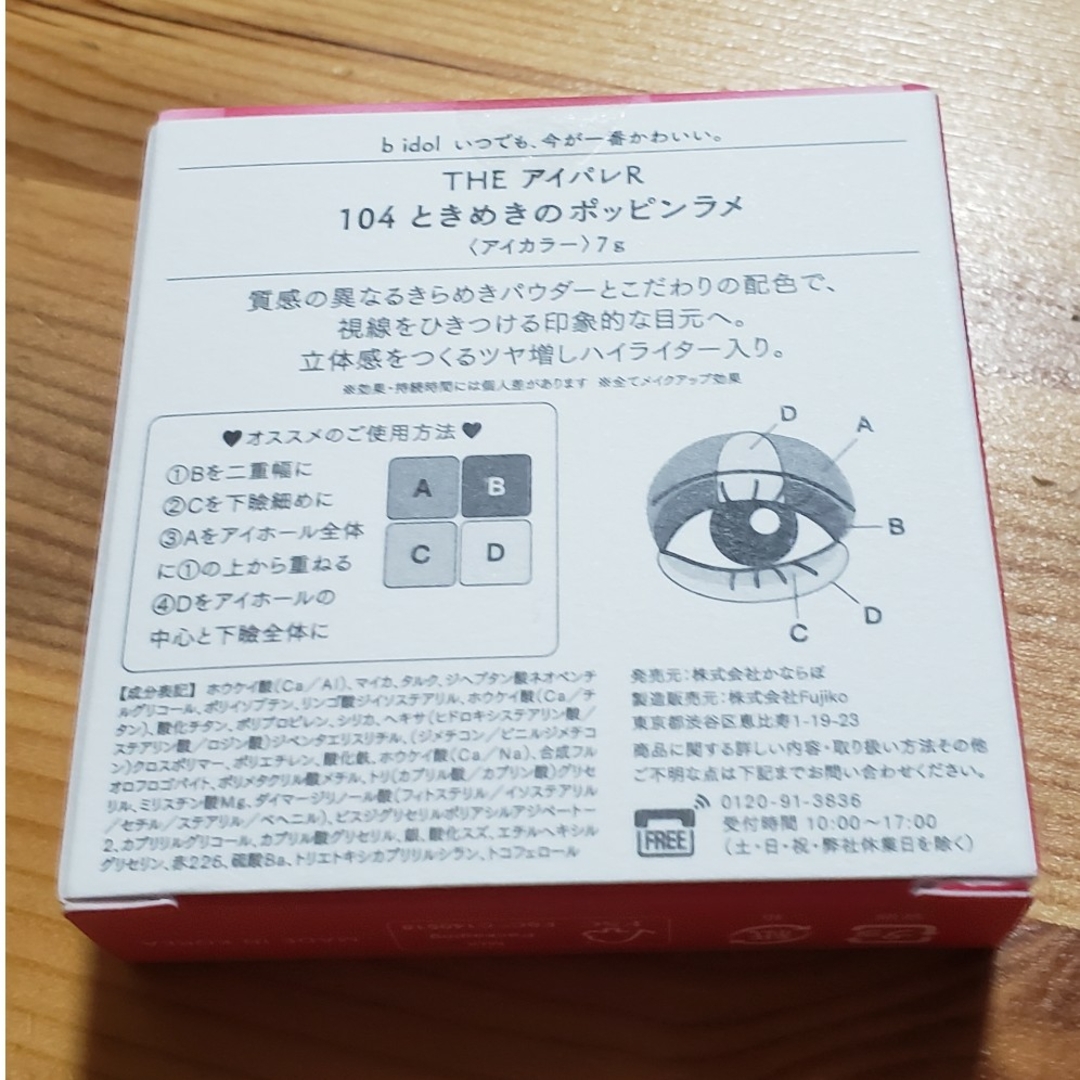 b idol いつでも、今が一番かわいい。
THE アイパレR
104 ときめきのポッピンラメ
〈アイカラー〉7g
質感の異なるきらめきパウダーとこだわりの配色で、
視線をひきつける印象的な目元へ。
立体感をつくるツヤ増しハイライター入り。
※効果・持続時間には個人差があります ※全てメイクアップ効果
♥オススメのご使用方法♥
①Bを二重幅に
②Cを下瞼細めに
③Aをアイホール全体
に①の上から重ねる
④Dをアイホールの
中心と下瞼全体に
A B
C D
D
A
B
D
C
【成分表記】ホウケイ酸(Ca/Al)、マイカ、タルク、ジヘプタン酸ネオペンチ
ルグリコール、ポリイソブテン、リンゴ酸ジイソステアリル、ホウケイ酸(Ca/チ
タン)、酸化チタン、ポリプロピレン、シリカ、ヘキサ(ヒドロキシステアリン酸/
ステアリン酸/ロジン酸)ジペンタエリスリチル、(ジメチコン/ビニルジメチコ
ン)クロスポリマー、ポリエチレン、酸化鉄、ホウケイ酸(Ca/Na)、合成フル
オロフロゴパイト、ポリメタクリル酸メチル、トリ(カプリル酸/カプリン酸)グリセ
リル、ミリスチン酸Mg、ダイマージリノール酸(フィトステリル/イソステアリル
/セチル/ステアリル/ベヘニル)、ビスジグリセリルポリアシルアジペート-
2、カプリリルグリコール、カプリル酸グリセリル、銀、酸化スズ、エチルヘキシル
グリセリン、赤226、硫酸Ba、トリエトキシカプリリルシラン、トコフェロール
発売元:株式会社かならぼ
製造販売元:株式会社Fujiko
東京都渋谷区恵比寿1-19-23
商品に関する詳しい内容・取り扱い方法その他
ご不明な点は下記までお問い合わせください。
FREE
0120-91-3836
受付時間 10:00～17:00
(土・日・祝・弊社休業日を除く)
MADE IN KOREA